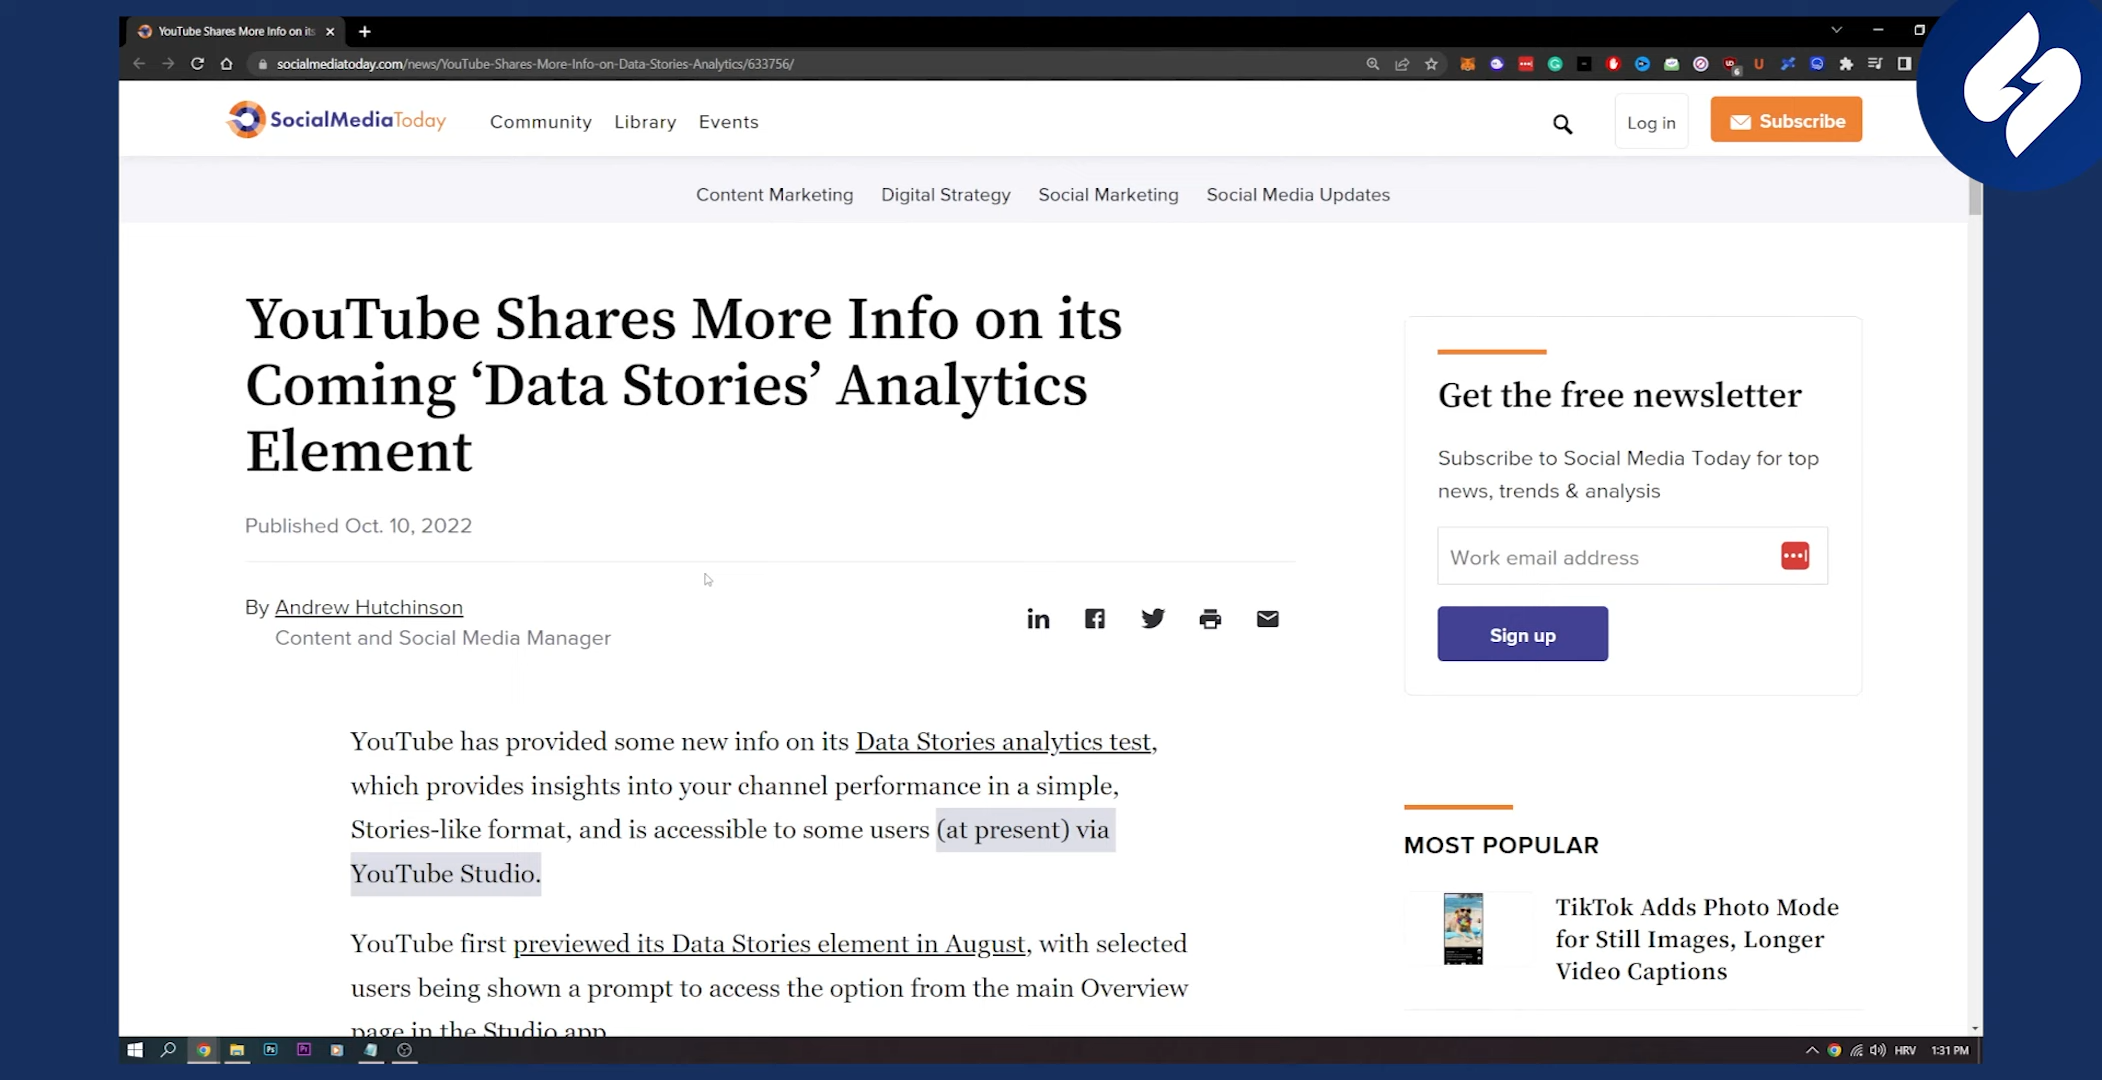 YouTube Shares More Info on its
socialmediatoday.com/news/YouTube-Shares-More-Info-on-Data-Stories-Analytics/633756/
SocialMediaToday
Community Library Events
Log in
Subscribe
Content Marketing Digital Strategy Social Marketing Social Media Updates
YouTube Shares More Info on its
Coming ‘Data Stories’ Analytics
Element
Published Oct. 10, 2022
By Andrew Hutchinson
Content and Social Media Manager
YouTube has provided some new info on its Data Stories analytics test,
which provides insights into your channel performance in a simple,
Stories-like format, and is accessible to some users (at present) via
YouTube Studio.
YouTube first previewed its Data Stories element in August, with selected
users being shown a prompt to access the option from the main Overview
page in the Studio app.
Get the free newsletter
Subscribe to Social Media Today for top
news, trends & analysis
Work email address
Sign up
MOST POPULAR
TikTok Adds Photo Mode
for Still Images, Longer
Video Captions
Ps
Pr
HRV 1:31 PM